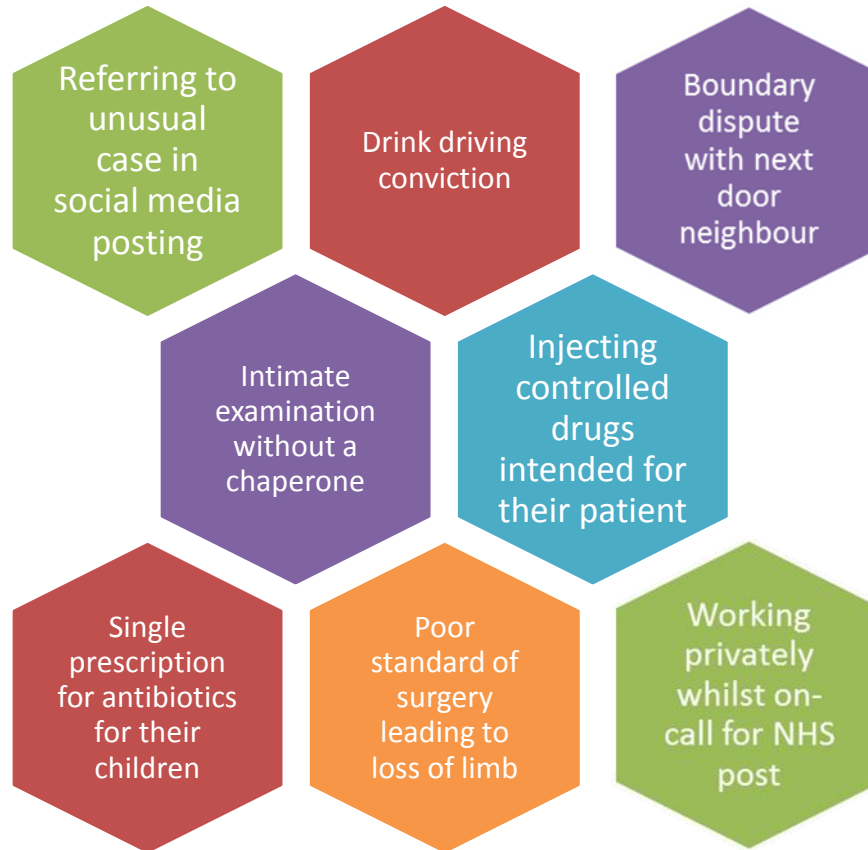 Referring to
unusual
case in
social media
posting
Drink driving
conviction
Boundary
dispute
with next
door
neighbour
Intimate
examination
without a
chaperone
Injecting
controlled
drugs
intended for
their patient
Single
prescription
for antibiotics
for their
children
Poor
standard of
surgery
leading to
loss of limb
Working
privately
whilst on-
call for NHS
post